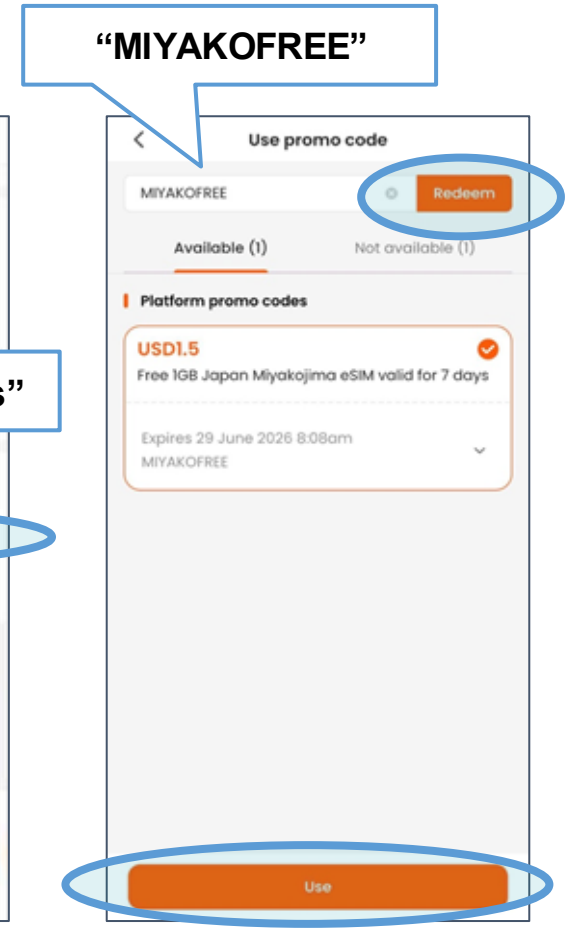 “MIYAKOFREE”
Use promo code
MIYAKOFREE
Redeem
Available (1)
Not available (1)
Platform promo codes
USD1.5
Free 1GB Japan Miyakojima eSIM valid for 7 days
s”
Expires 29 June 2026 8:08am
MIYAKOFREE
Use